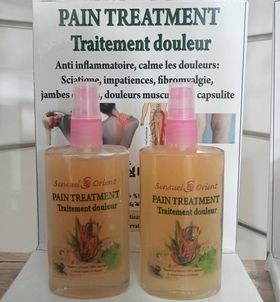 PAIN TREATMENT
Traitement douleur
Anti inflammatoire, calme les douleurs:
Sciatique, impatiences, fibromyalgie,
jambes douleurs muscu capsulite
Sensuel Orient
PAIN TREATMENT
Traitement douleur
Sensuel Orient
PAIN TREATMENT
Traitement douleur